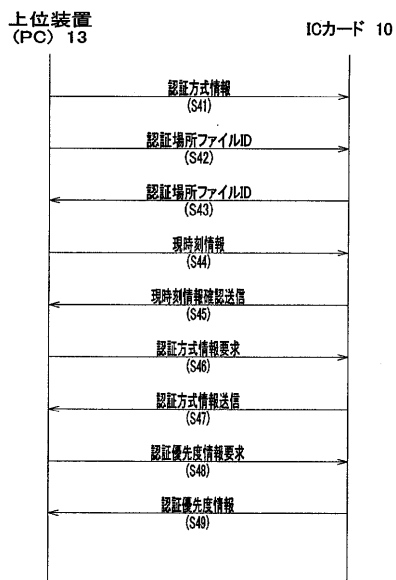 上位装置
(PC) 13
ICカード 10
認証方式情報
(S41)
認証場所ファイルID
(S42)
認証場所ファイルID
(S43)
現時刻情報
(S44)
現時刻情報確認送信
(S45)
認証方式情報要求
(S46)
認証方式情報送信
(S47)
認証優先度情報要求
(S48)
認証優先度情報
(S49)